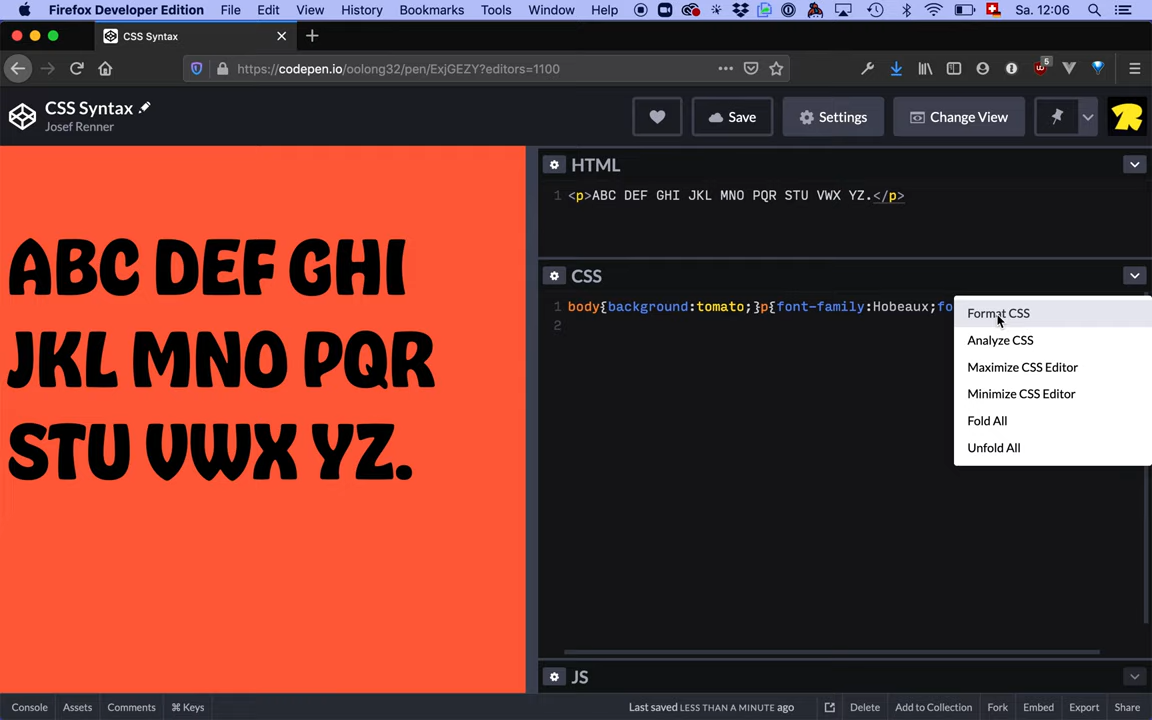 Firefox Developer Edition File Edit View History Bookmarks Tools Window Help Sa. 12:06
CSS Syntax
https://codepen.io/oolong32/pen/ExjGEZY?editores=1100
5
CSS Syntax
Josef Renner
Save Settings Change View
HTML
1 <p>ABC DEF GHI JKL MNO PQR STU VWX YZ.</p>
CSS
1 body{background:tomato;}p{font-family:Hobeaux;fo
2
Format CSS
Analyze CSS
Maximize CSS Editor
Minimize CSS Editor
Fold All
Unfold All
ABC DEF GHI
JKL MNO PQR
STU VWX YZ.
JS
Console Assets Comments ⌘ Keys Last saved LESS THAN A MINUTE ago Delete Add to Collection Fork Embed Export Share